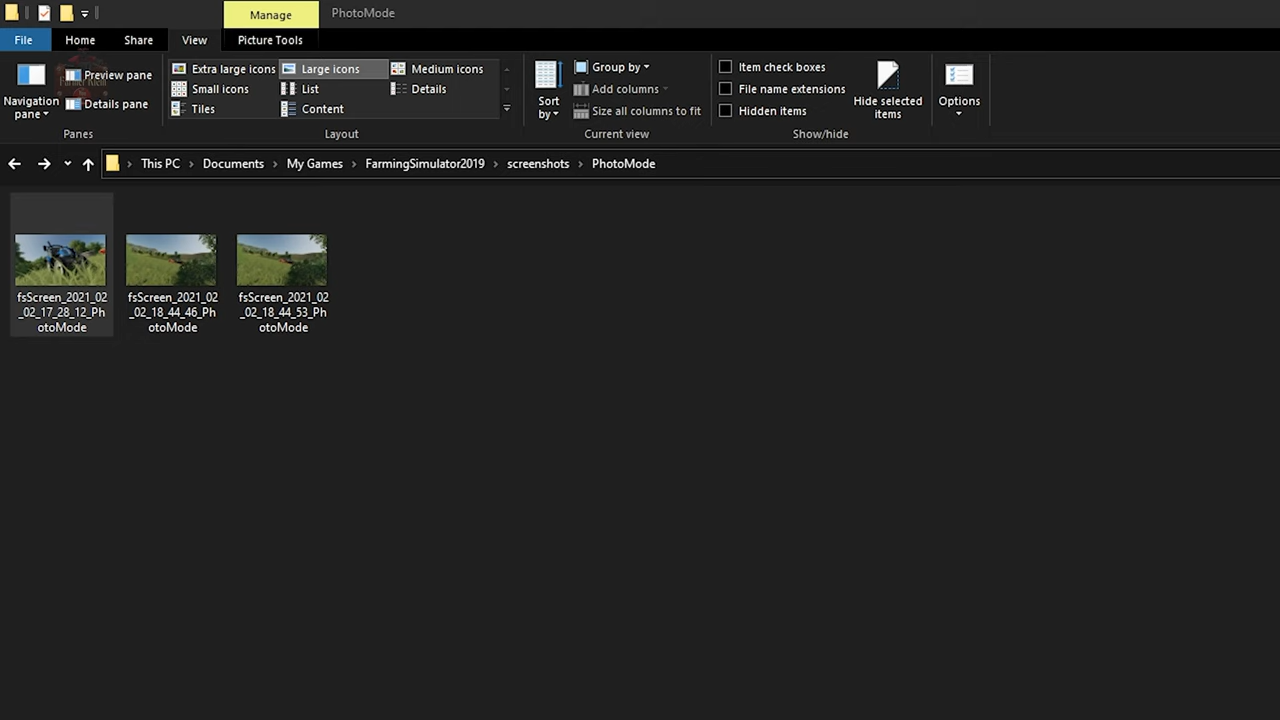 Manage
PhotoMode
File
Home
Share
View
Picture Tools
Navigation
pane
Preview pane
Details pane
Panes
Extra large icons
Large icons
Medium icons
Small icons
List
Details
Tiles
Content
Layout
Sort
by
Group by
Add columns
Size all columns to fit
Current view
Item check boxes
File name extensions
Hidden items
Hide selected
items
Show/hide
Options
This PC
Documents
My Games
FarmingSimulator2019
screenshots
PhotoMode
fsScreen_2021_02
_02_17_28_12_Ph
otoMode
fsScreen_2021_02
_02_18_44_46_Ph
otoMode
fsScreen_2021_02
_02_18_44_53_Ph
otoMode